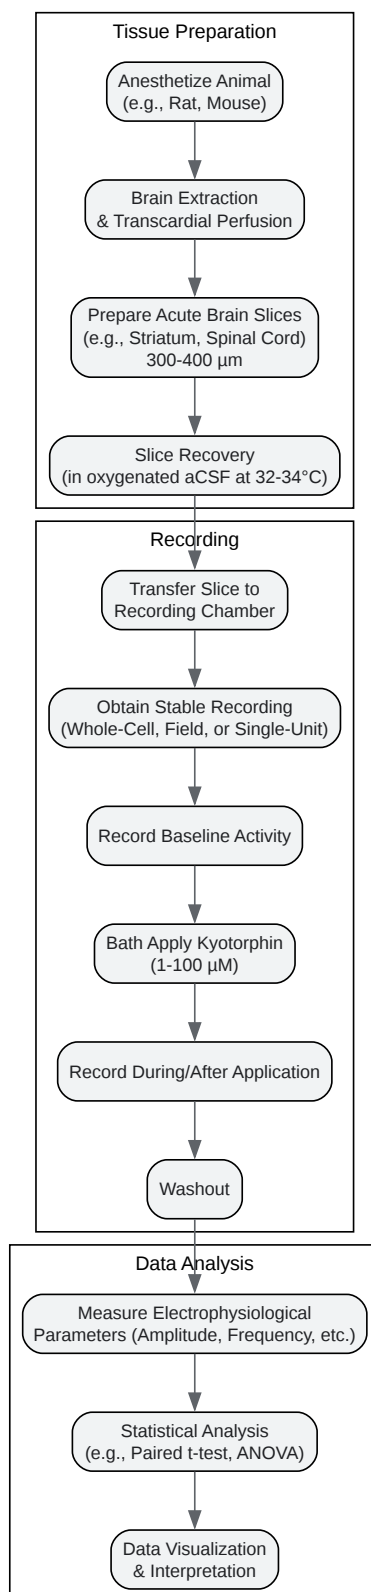 Tissue Preparation
Anesthetize Animal
(e.g., Rat, Mouse)
Brain Extraction
& Transcardial Perfusion
Prepare Acute Brain Slices
(e.g., Striatum, Spinal Cord)
300-400 µm
Slice Recovery
(in oxygenated aCSF at 32-34°C)
Recording
Transfer Slice to
Recording Chamber
Obtain Stable Recording
(Whole-Cell, Field, or Single-Unit)
Record Baseline Activity
Bath Apply Kyotorphin
(1-100 µM)
Record During/After Application
Washout
Data Analysis
Measure Electrophysiological
Parameters (Amplitude, Frequency, etc.)
Statistical Analysis
(e.g., Paired t-test, ANOVA)
Data Visualization
& Interpretation